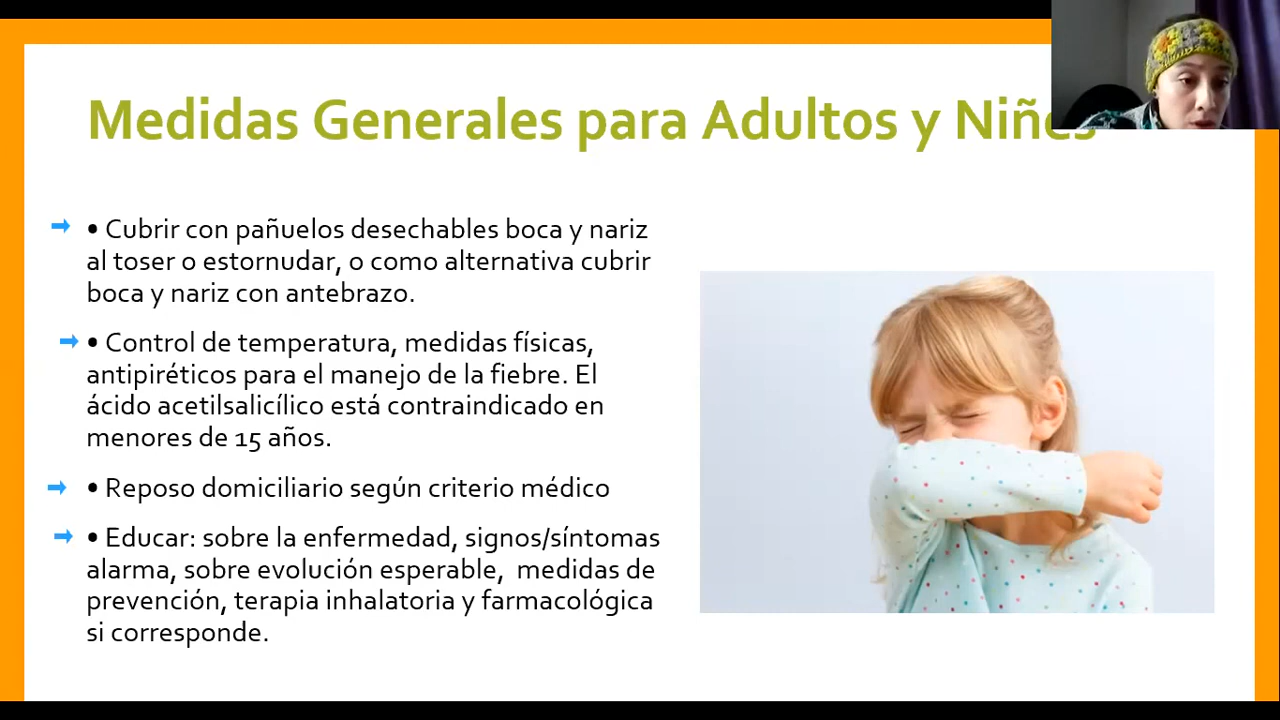 Medidas Generales para Adultos y Niñes
• Cubrir con pañuelos desechables boca y nariz
al toser o estornudar, o como alternativa cubrir
boca y nariz con antebrazo.
• Control de temperatura, medidas físicas,
antipiréticos para el manejo de la fiebre. El
ácido acetilsalicílico está contraindicado en
menores de 15 años.
• Reposo domiciliario según criterio médico
• Educar: sobre la enfermedad, signos/síntomas
alarma, sobre evolución esperable,  medidas de
prevención, terapia inhalatoria y farmacológica
si corresponde.